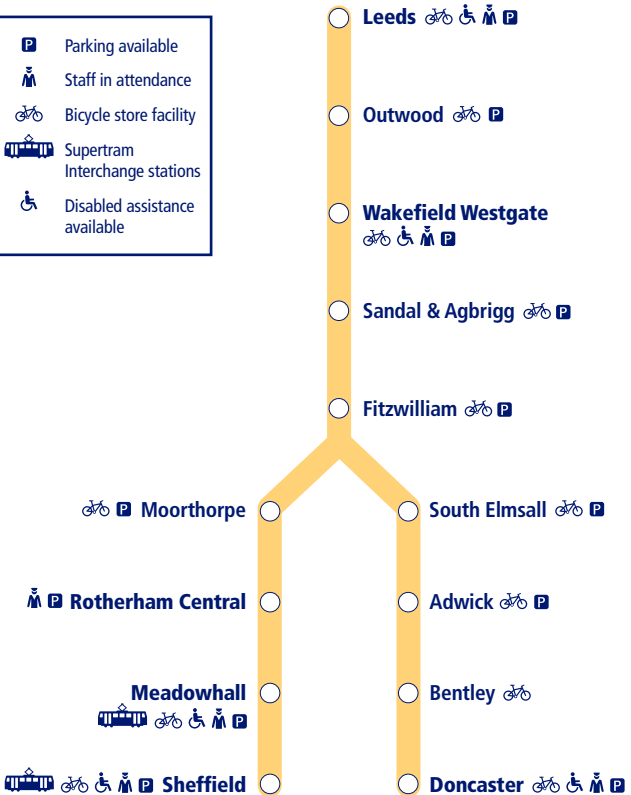 P Parking available
Staff in attendance
Bicycle store facility
Supertram
Interchange stations
Disabled assistance
available
Leeds P
Outwood P
Wakefield Westgate
P
Sandal & Agbrigg P
Fitzwilliam P
P Moorthorpe
South Elmsall P
P Rotherham Central
Adwick P
Meadowhall
P
Bentley
P Sheffield
Doncaster P